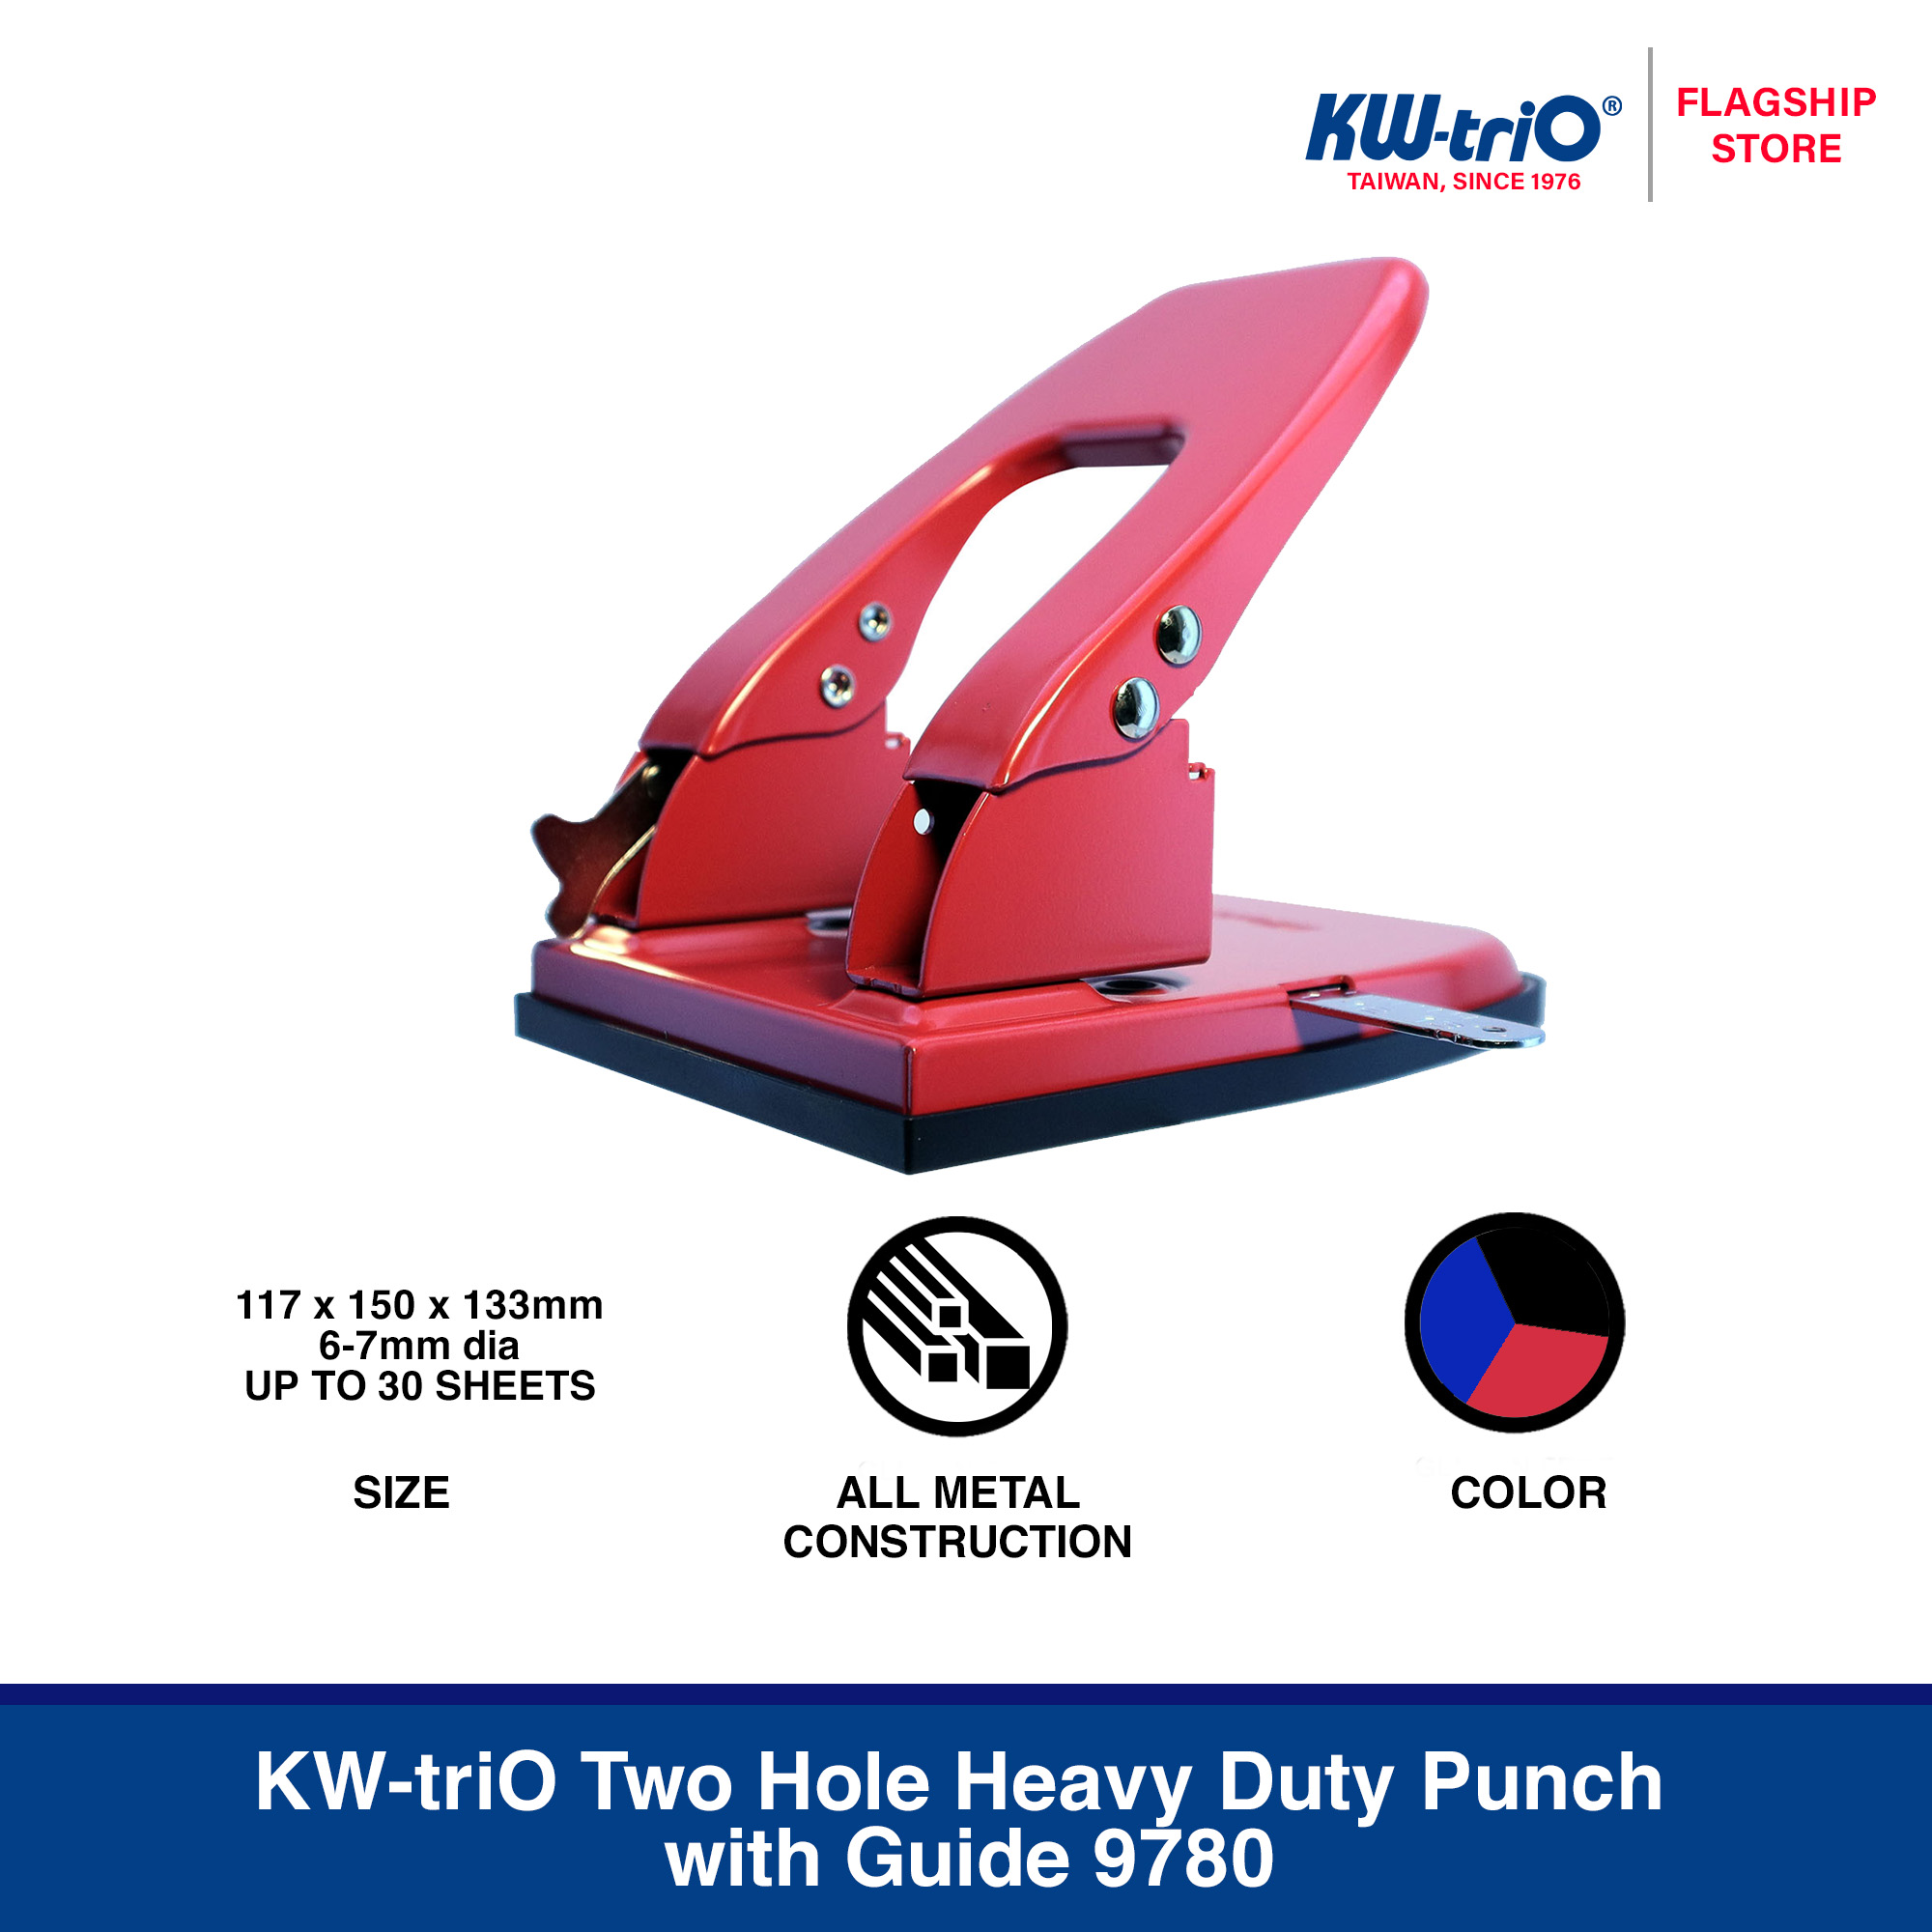 KW-triO®
TAIWAN, SINCE 1976
FLAGSHIP
STORE
117 x 150 x 133mm
6-7mm dia
UP TO 30 SHEETS
SIZE
ALL METAL
CONSTRUCTION
COLOR
KW-triO Two Hole Heavy Duty Punch
with Guide 9780